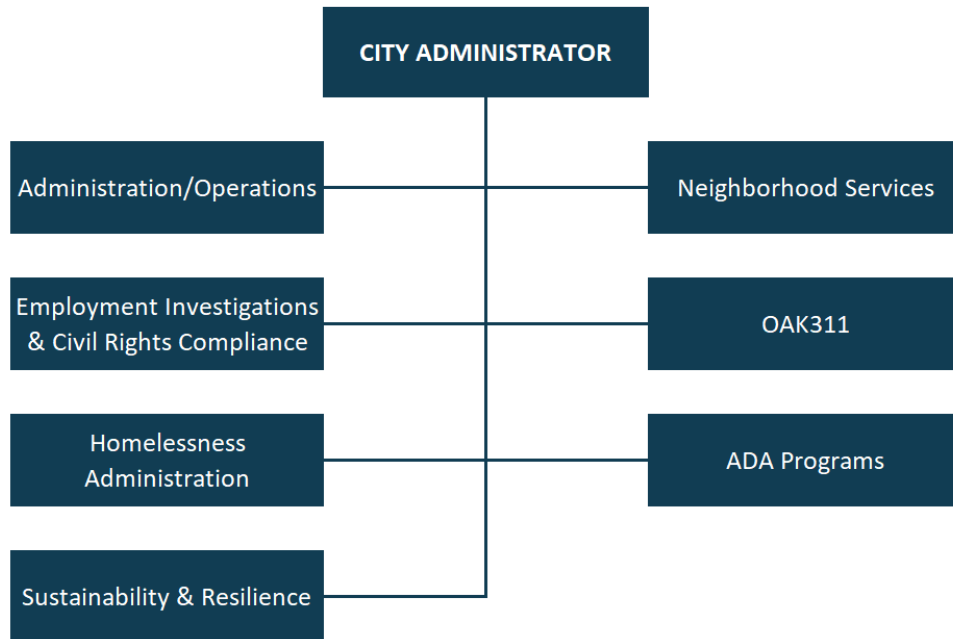 CITY ADMINISTRATOR
Administration/Operations
Neighborhood Services
Employment Investigations
& Civil Rights Compliance
OAK311
Homelessness
Administration
ADA Programs
Sustainability & Resilience